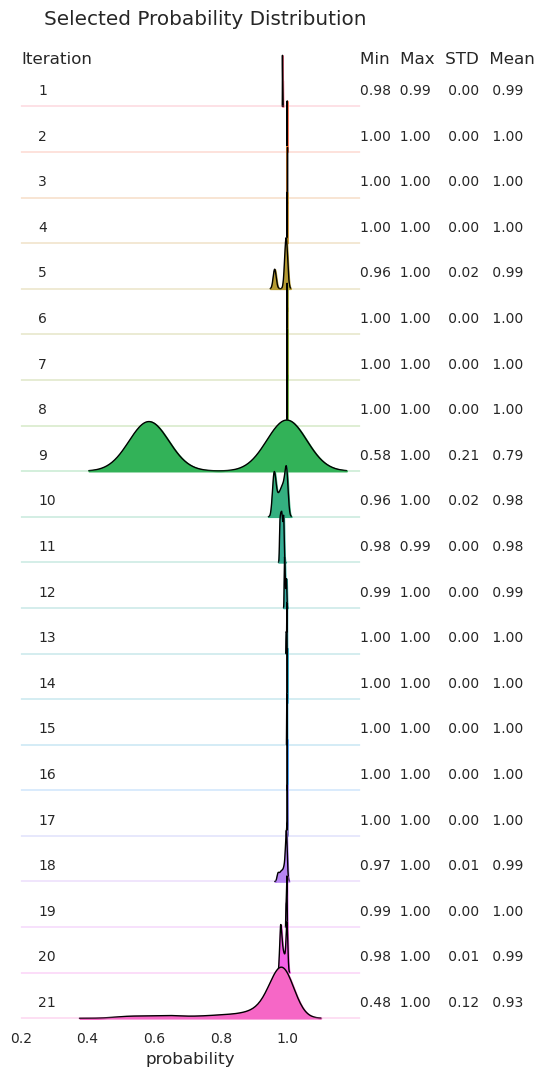 Selected Probability Distribution
Iteration Min Max STD Mean
1 0.98 0.99 0.00 0.99
2 1.00 1.00 0.00 1.00
3 1.00 1.00 0.00 1.00
4 1.00 1.00 0.00 1.00
5 0.96 1.00 0.02 0.99
6 1.00 1.00 0.00 1.00
7 1.00 1.00 0.00 1.00
8 1.00 1.00 0.00 1.00
9 0.58 1.00 0.21 0.79
10 0.96 1.00 0.02 0.98
11 0.98 0.99 0.00 0.98
12 0.99 1.00 0.00 0.99
13 1.00 1.00 0.00 1.00
14 1.00 1.00 0.00 1.00
15 1.00 1.00 0.00 1.00
16 1.00 1.00 0.00 1.00
17 1.00 1.00 0.00 1.00
18 0.97 1.00 0.01 0.99
19 0.99 1.00 0.00 1.00
20 0.98 1.00 0.01 0.99
21 0.48 1.00 0.12 0.93
0.2 0.4 0.6 0.8 1.0
probability